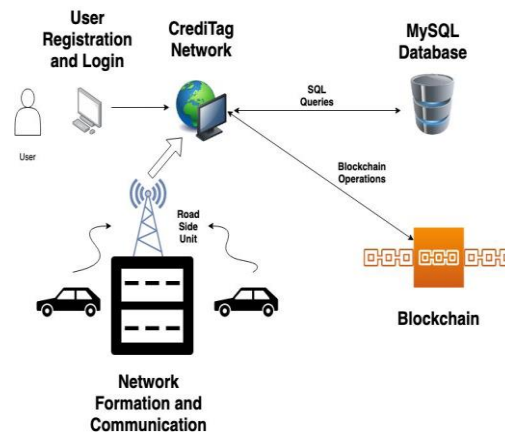 User
Registration
and Login
CrediTag
Network
MySQL
Database
SQL
Queries
User
Blockchain
Operations
Road
Side
Unit
Blockchain
Network
Formation and
Communication